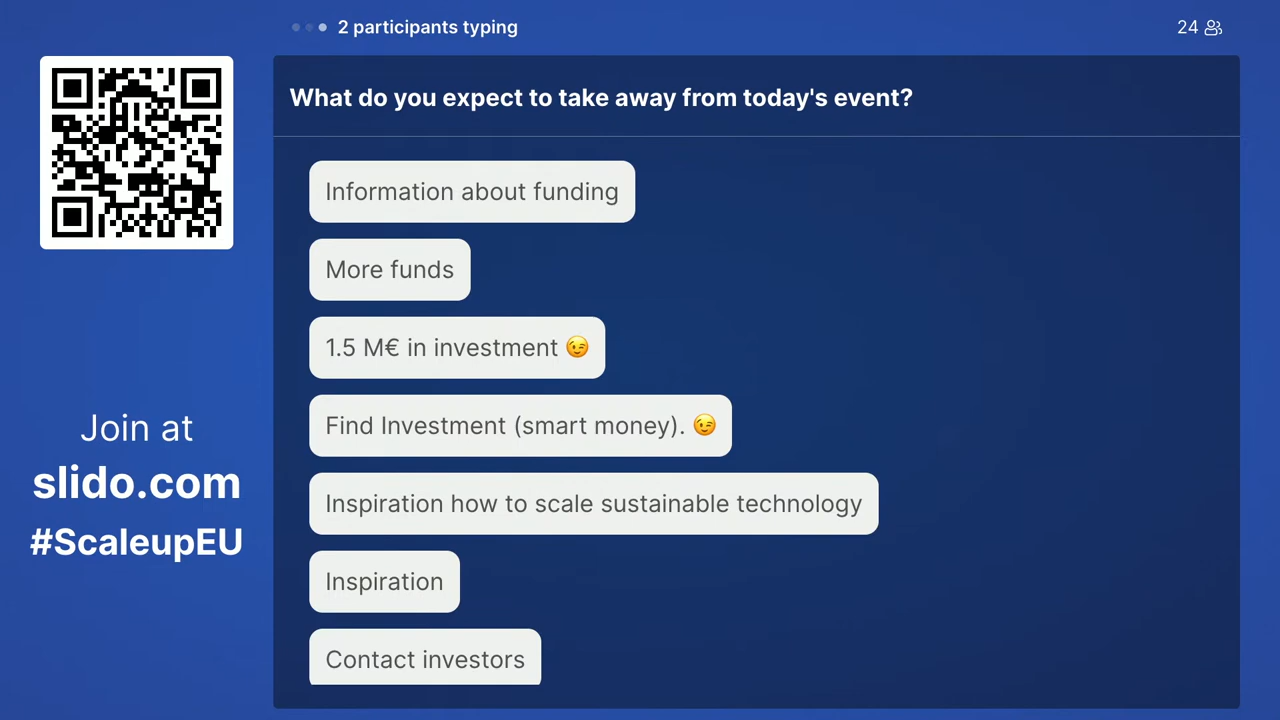 2 participants typing
24
What do you expect to take away from today's event?
Information about funding
More funds
1.5 M€ in investment 😉
Find Investment (smart money). 😉
Inspiration how to scale sustainable technology
Inspiration
Contact investors
Join at
slido.com
#ScaleupEU